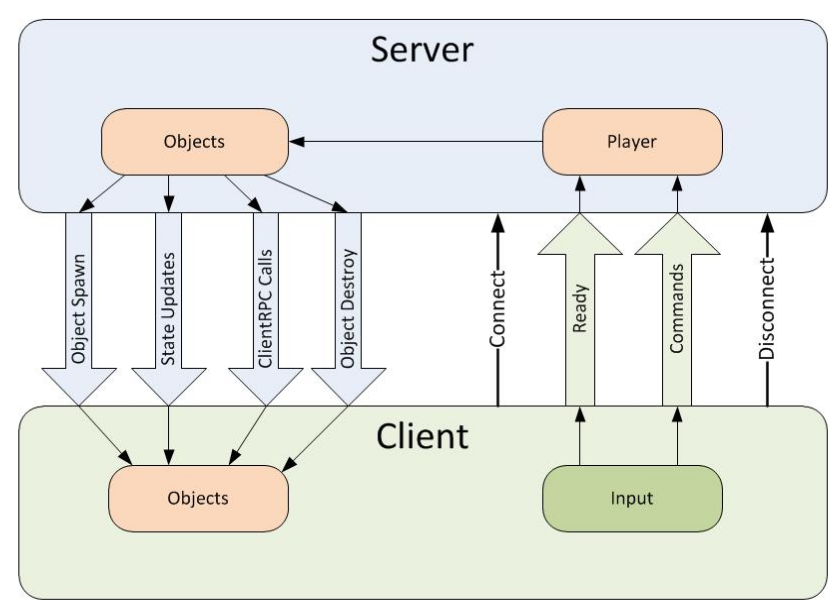 Server
Objects
Player
Object Spawn
State Updates
ClientRPC Calls
Object Destroy
Connect
Ready
Commands
Disconnect
Client
Objects
Input